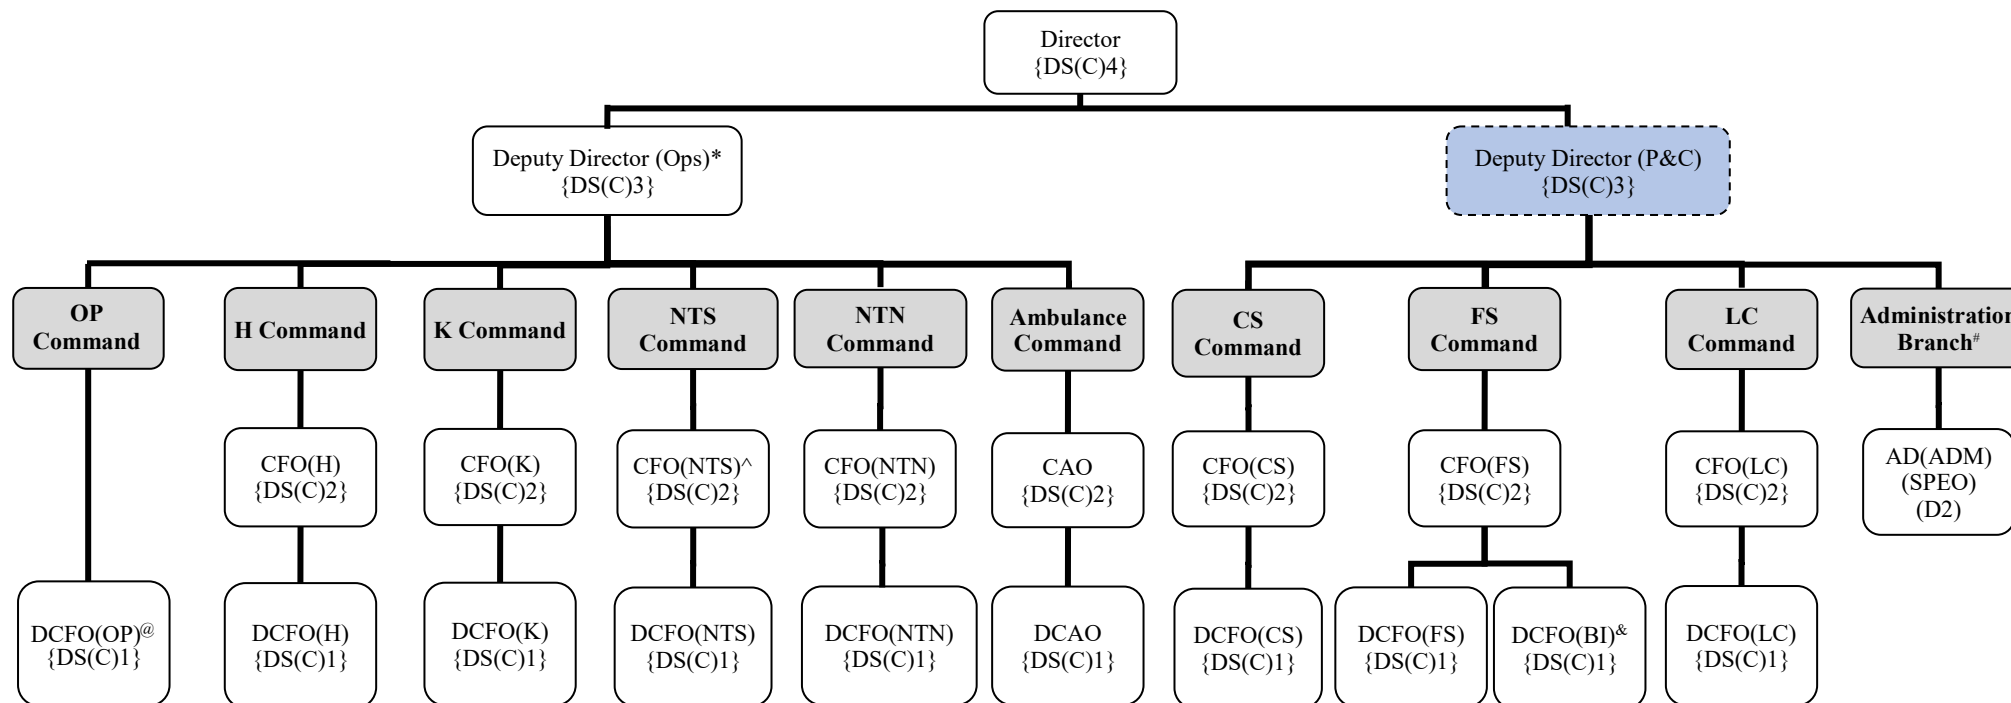 Director
{DS(C)4}
Deputy Director (Ops)*
{DS(C)3}
Deputy Director (P&C)
{DS(C)3}
OP
Command
H Command
K Command
NTS
Command
NTN
Command
Ambulance
Command
CS
Command
FS
Command
LC
Command
Administration
Branch#
CFO(H)
{DS(C)2}
CFO(K)
{DS(C)2}
CFO(NTS)^
{DS(C)2}
CFO(NTN)
{DS(C)2}
CAO
{DS(C)2}
CFO(CS)
{DS(C)2}
CFO(FS)
{DS(C)2}
CFO(LC)
{DS(C)2}
AD(ADM)
(SPEO)
(D2)
DCFO(OP)@
{DS(C)1}
DCFO(H)
{DS(C)1}
DCFO(K)
{DS(C)1}
DCFO(NTS)
{DS(C)1}
DCFO(NTN)
{DS(C)1}
DCAO
{DS(C)1}
DCFO(CS)
{DS(C)1}
DCFO(FS)
{DS(C)1}
DCFO(BI)&
{DS(C)1}
DCFO(LC)
{DS(C)1}